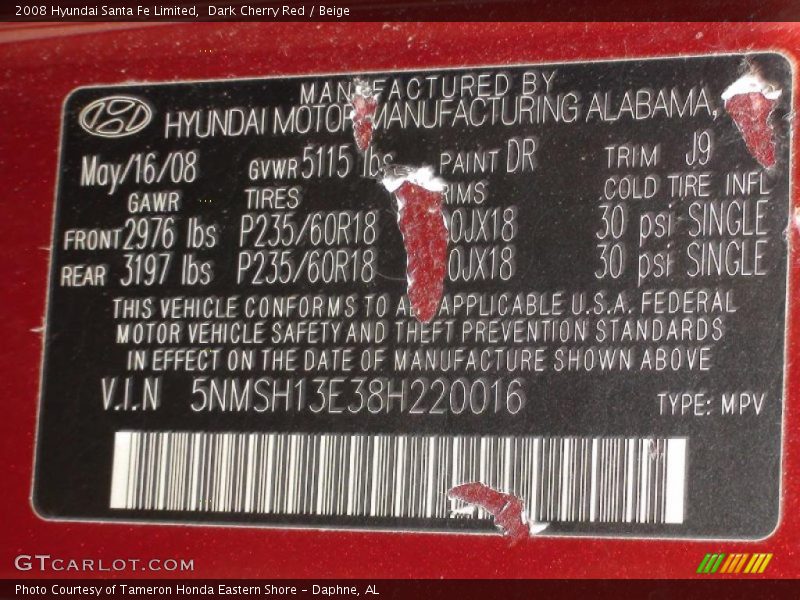 2008 Hyundai Santa Fe Limited,  Dark Cherry Red / Beige
MANUFACTURED BY
HYUNDAI MOTOR MANUFACTURING ALABAMA,
May/16/08 GVWR 5115 lbs PAINT DR TRIM J9
GAWR TIRES RIMS COLD TIRE INFL
FRONT 2976 lbs P235/60R18 0JX18 30 psi SINGLE
REAR 3197 lbs P235/60R18 0JX18 30 psi SINGLE
THIS VEHICLE CONFORMS TO APPLICABLE U.S.A. FEDERAL
MOTOR VEHICLE SAFETY AND THEFT PREVENTION STANDARDS
IN EFFECT ON THE DATE OF MANUFACTURE SHOWN ABOVE
V.I.N 5NMSH13E38H220016 TYPE: MPV
GTCARLOT.COM
Photo Courtesy of Tameron Honda Eastern Shore – Daphne, AL